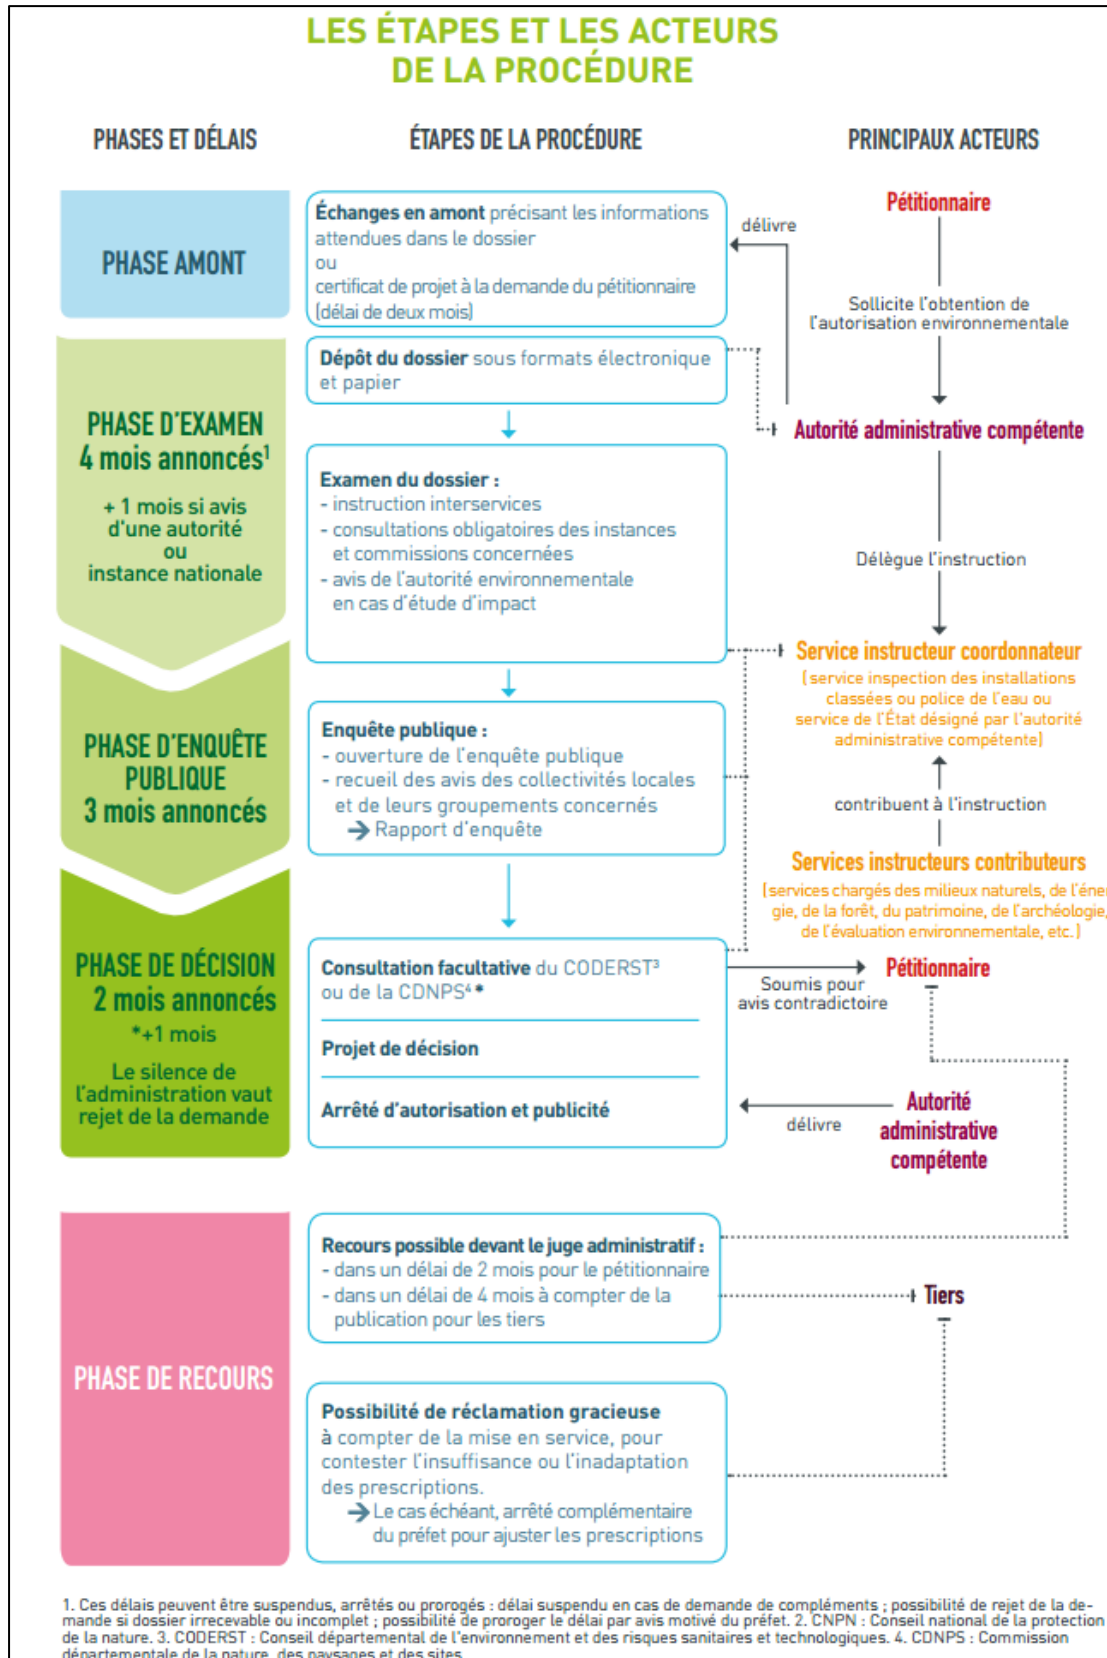 LES ÉTAPES ET LES ACTEURS
DE LA PROCÉDURE
PHASES ET DÉLAIS
ÉTAPES DE LA PROCÉDURE
PRINCIPAUX ACTEURS
PHASE AMONT
Échanges en amont précisant les informations
attendues dans le dossier
ou
certificat de projet à la demande du pétitionnaire
(délai de deux mois)
délivre
Pétitionnaire
Sollicite l'obtention de
l'autorisation environnementale
PHASE D'EXAMEN
4 mois annoncés¹
+ 1 mois si avis
d'une autorité
ou
instance nationale
Dépôt du dossier sous formats électronique
et papier
Autorité administrative compétente
Examen du dossier :
- instruction interservices
- consultations obligatoires des instances
et commissions concernées
- avis de l'autorité environnementale
en cas d'étude d'impact
Délègue l'instruction
Service instructeur coordonnateur
(service inspection des installations
classées ou police de l'eau ou
service de l'État désigné par l'autorité
administrative compétente)
PHASE D'ENQUÊTE
PUBLIQUE
3 mois annoncés
Enquête publique :
- ouverture de l'enquête publique
- recueil des avis des collectivités locales
et de leurs groupements concernés
→ Rapport d'enquête
contribuent à l'instruction
Services instructeurs contributeurs
(services chargés des milieux naturels, de l'éner
gie, de la forêt, du patrimoine, de l'archéologie,
de l'évaluation environnementale, etc.)
PHASE DE DÉCISION
2 mois annoncés
*+1 mois
Le silence de
l'administration vaut
rejet de la demande
Consultation facultative du CODERST³
ou de la CDNPS⁴ *
Projet de décision
Arrêté d'autorisation et publicité
Soumis pour
avis contradictoire
Pétitionnaire
délivre
Autorité
administrative
compétente
PHASE DE RECOURS
Recours possible devant le juge administratif :
- dans un délai de 2 mois pour le pétitionnaire
- dans un délai de 4 mois à compter de la
publication pour les tiers
Tiers
Possibilité de réclamation gracieuse
à compter de la mise en service, pour
contester l'insuffisance ou l'inadaptation
des prescriptions.
→ Le cas échéant, arrêté complémentaire
du préfet pour ajuster les prescriptions
1. Ces délais peuvent être suspendus, arrêtés ou prorogés : délai suspendu en cas de demande de compléments ; possibilité de rejet de la de-
mande si dossier irrecevable ou incomplet ; possibilité de proroger le délai par avis motivé du préfet. 2. CNPN : Conseil national de la protection
de la nature. 3. CODERST : Conseil départemental de l'environnement et des risques sanitaires et technologiques. 4. CDNPS : Commission
départementale de la nature, des paysages et des sites